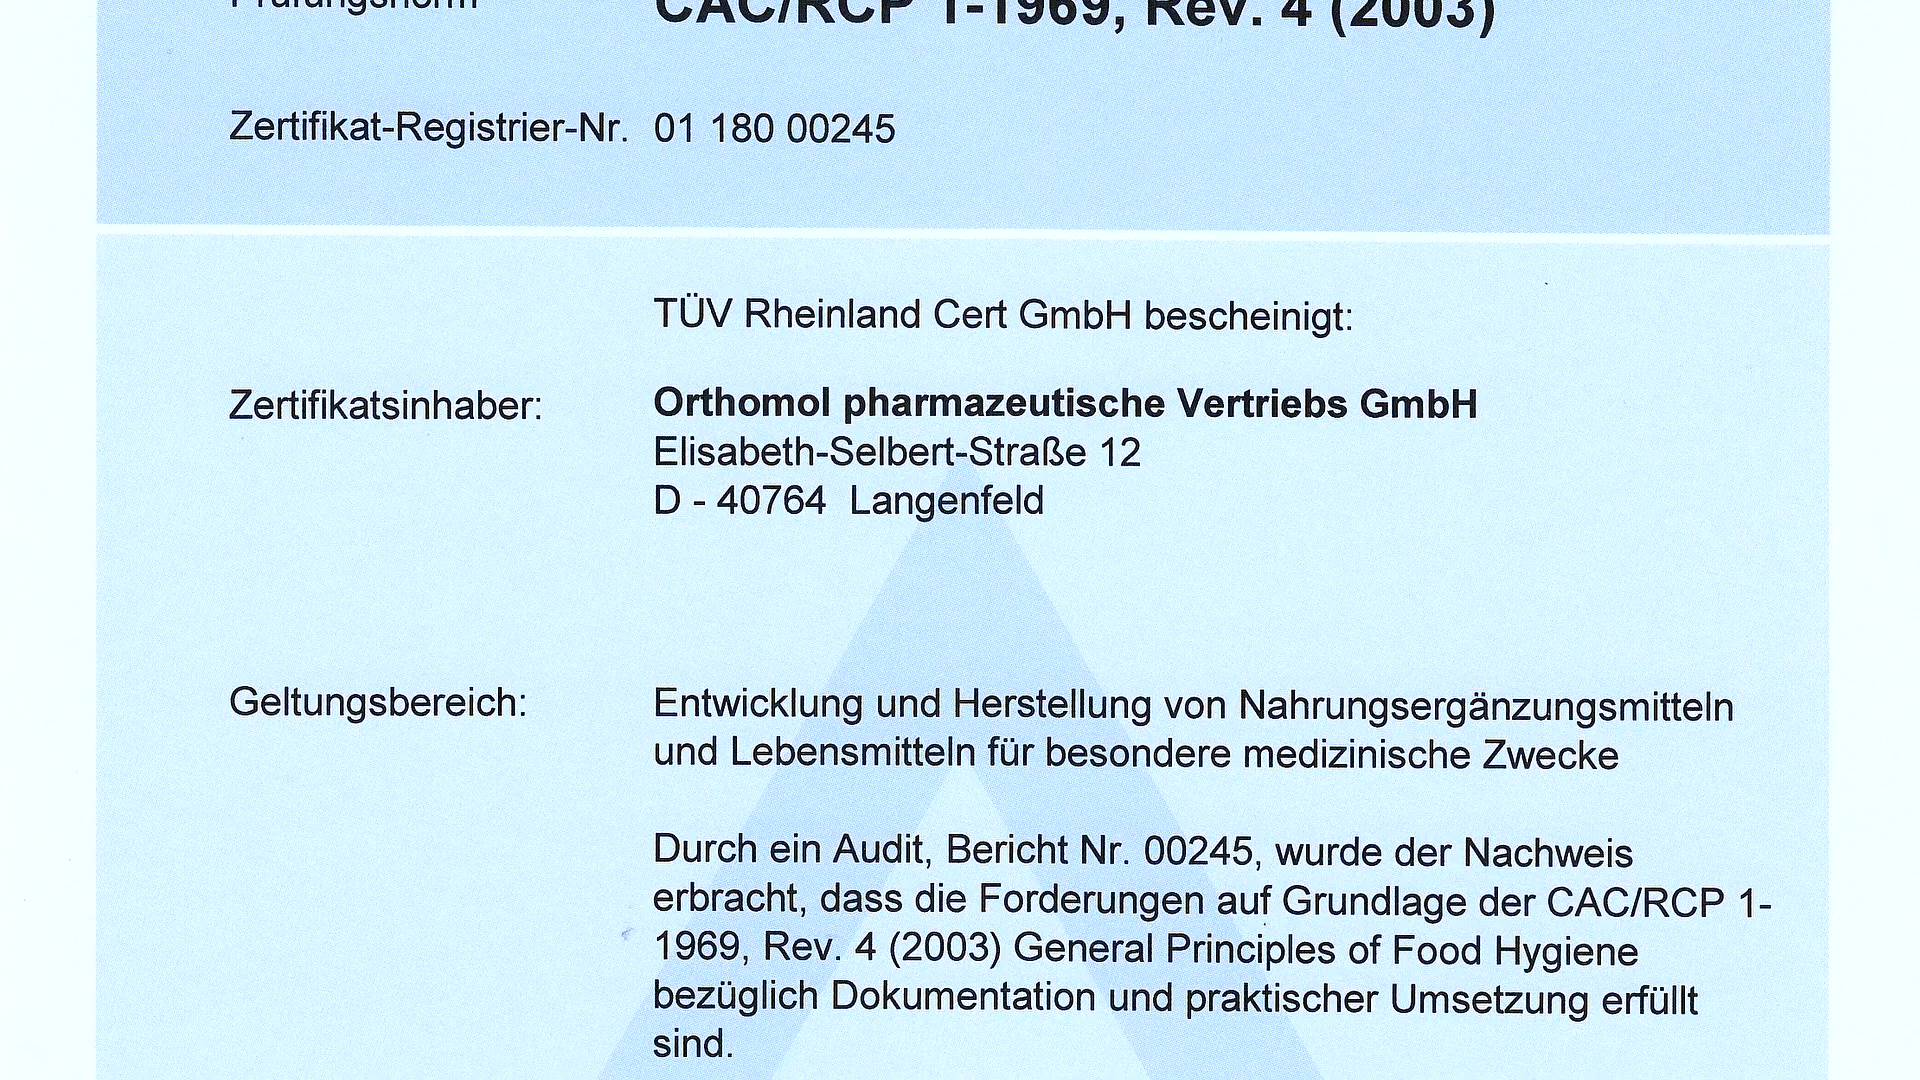 Prüfungsnorm CAC/RCP 1-1969, Rev. 4 (2003)
Zertifikat-Registrier-Nr. 01 180 00245
TÜV Rheinland Cert GmbH bescheinigt:
Zertifikatsinhaber: Orthomol pharmazeutische Vertriebs GmbH
Elisabeth-Selbert-Straße 12
D - 40764 Langenfeld
Geltungsbereich: Entwicklung und Herstellung von Nahrungsergänzungsmitteln
und Lebensmitteln für besondere medizinische Zwecke
Durch ein Audit, Bericht Nr. 00245, wurde der Nachweis
erbracht, dass die Forderungen auf Grundlage der CAC/RCP 1-
1969, Rev. 4 (2003) General Principles of Food Hygiene
bezüglich Dokumentation und praktischer Umsetzung erfüllt
sind.